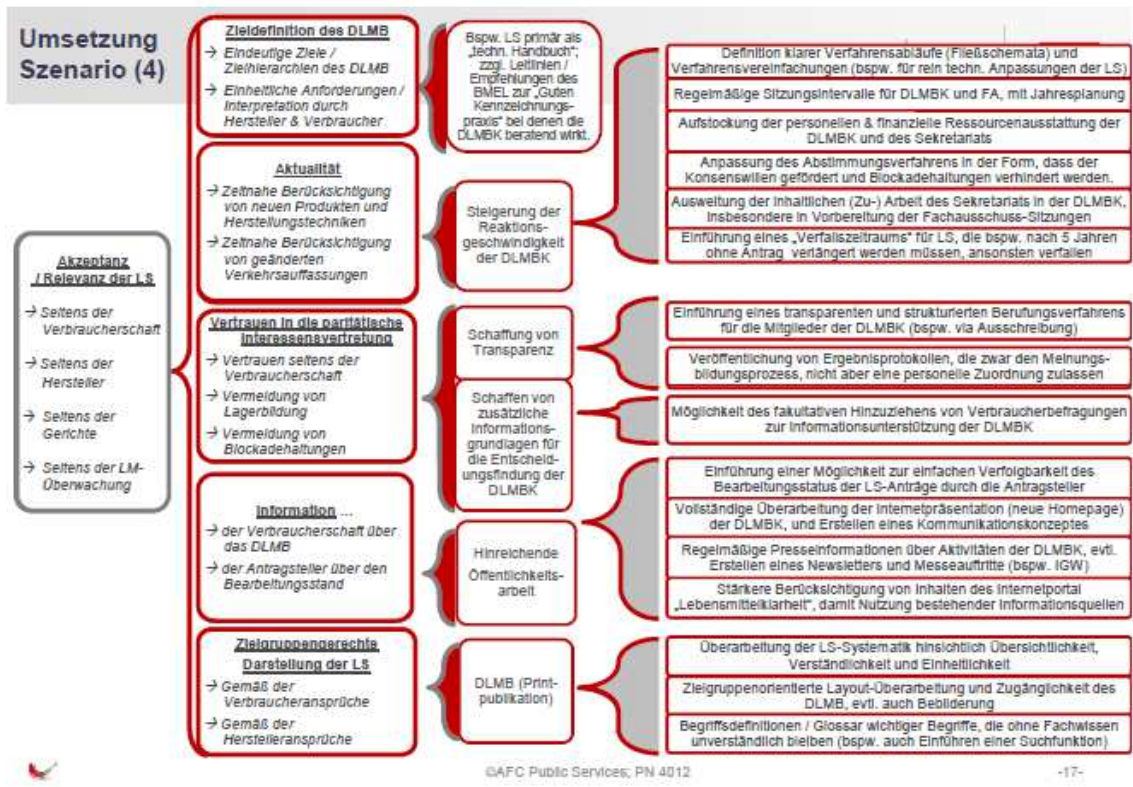 Umsetzung
Szenario (4)
Akzeptanz
/ Relevanz der LS
→ Seitens der
Verbraucherschaft
→ Seitens der
Hersteller
→ Seitens der
Gerichte
→ Seitens der LM-
Überwachung
Zieldefinition des DLMB
→ Eindeutige Ziele /
Zielhierarchien des DLMB
→ Einheitliche Anforderungen /
Interpretation durch
Hersteller & Verbraucher
Aktualität
→ Zeitnahe Berücksichtigung
von neuen Produkten und
Herstellungstechniken
→ Zeitnahe Berücksichtigung
von geänderten
Verkehrsauffassungen
Vertrauen in die paritätische
Interessensvertretung
→ Vertrauen seitens der
Verbraucherschaft
→ Vermeidung von
Lagerbildung
→ Vermeidung von
Blockadehaltungen
Information ...
→ der Verbraucherschaft über
das DLMB
→ der Antragsteller über den
Bearbeitungsstand
Zielgruppengerechte
Darstellung der LS
→ Gemäß der
Verbraucheransprüche
→ Gemäß der
Herstelleransprüche
Bspw. LS primär als
„techn. Handbuch“;
zzgl. Leitlinien /
Empfehlungen des
BMEL zur „Guten
Kennzeichnungs-
praxis“ bei denen die
DLMBK beratend wirkt.
Steigerung der
Reaktions-
geschwindigkeit
der DLMBK
Schaffung von
Transparenz
Schaffen von
zusätzliche
Informations-
grundlagen für
die Entscheid-
ungsfindung der
DLMBK
Hinreichende
Öffentlichkeits-
arbeit
DLMB (Print-
publikation)
Definition klarer Verfahrensabläufe (Fließschemata) und
Verfahrensvereinfachungen (bspw. für rein techn. Anpassungen der LS)
Regelmäßige Sitzungsintervalle für DLMBK und FA, mit Jahresplanung
Aufstockung der personellen & finanzielle Ressourcenausstattung der
DLMBK und des Sekretariats
Anpassung des Abstimmungsverfahrens in der Form, dass der
Konsenswillen gefördert und Blockadehaltungen verhindert werden.
Ausweitung der inhaltlichen (Zu-) Arbeit des Sekretariats in der DLMBK,
insbesondere in Vorbereitung der Fachausschuss-Sitzungen
Einführung eines „Verfallszeitraums“ für LS, die bspw. nach 5 Jahren
ohne Antrag verlängert werden müssen, ansonsten verfallen
Einführung eines transparenten und strukturierten Berufungsverfahrens
für die Mitglieder der DLMBK (bspw. via Ausschreibung)
Veröffentlichung von Ergebnisprotokollen, die zwar den Meinungs-
bildungsprozess, nicht aber eine personelle Zuordnung zulassen
Möglichkeit des fakultativen Hinzuziehens von Verbraucherbefragungen
zur Informationsunterstützung der DLMBK
Einführung einer Möglichkeit zur einfachen Verfolgbarkeit des
Bearbeitungsstatus der LS-Anträge durch die Antragsteller
Vollständige Überarbeitung der Internetpräsentation (neue Homepage)
der DLMBK, und Erstellen eines Kommunikationskonzeptes
Regelmäßige Presseinformationen über Aktivitäten der DLMBK, evtl.
Erstellen eines Newsletters und Messeauftritte (bspw. IGW)
Stärkere Berücksichtigung von Inhalten des Internetportal
„Lebensmittelklarheit“, damit Nutzung bestehender Informationsquellen
Überarbeitung der LS-Systematik hinsichtlich Übersichtlichkeit,
Verständlichkeit und Einheitlichkeit
Zielgruppenorientierte Layout-Überarbeitung und Zugänglichkeit des
DLMB, evtl. auch Bebilderung
Begriffsdefinitionen / Glossar wichtiger Begriffe, die ohne Fachwissen
unverständlich bleiben (bspw. auch Einführen einer Suchfunktion)
©AFC Public Services; PN 4012
-17-